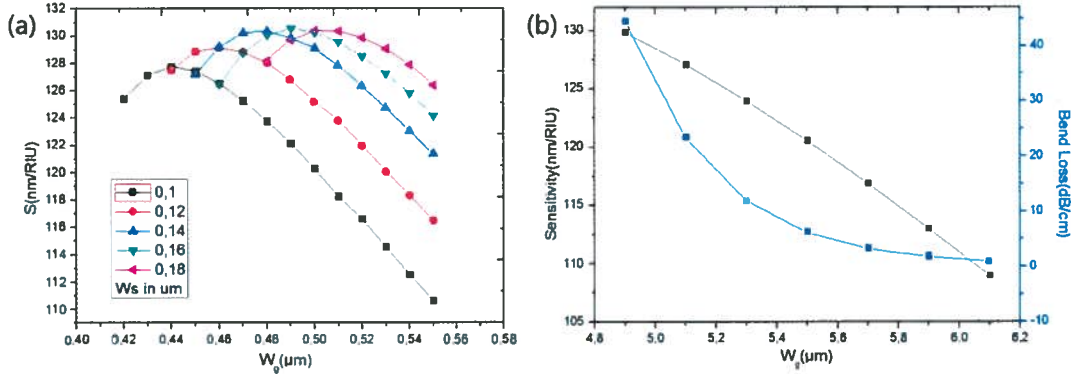 (a)
S(nm/RIU)
132
130
128
126
124
122
120
118
116
114
112
110
0,1
0,12
0,14
0,16
0,18
Ws in um
0,40 0,42 0,44 0,46 0,48 0,50 0,52 0,54 0,56 0,58
Wg(μm)
(b)
Sensitivity(nm/RIU)
130
125
120
115
110
105
4,8 5,0 5,2 5,4 5,6 5,8 6,0 6,2
Wg(μm)
40
30
20
10
0
-10
Bend Loss(dB/cm)